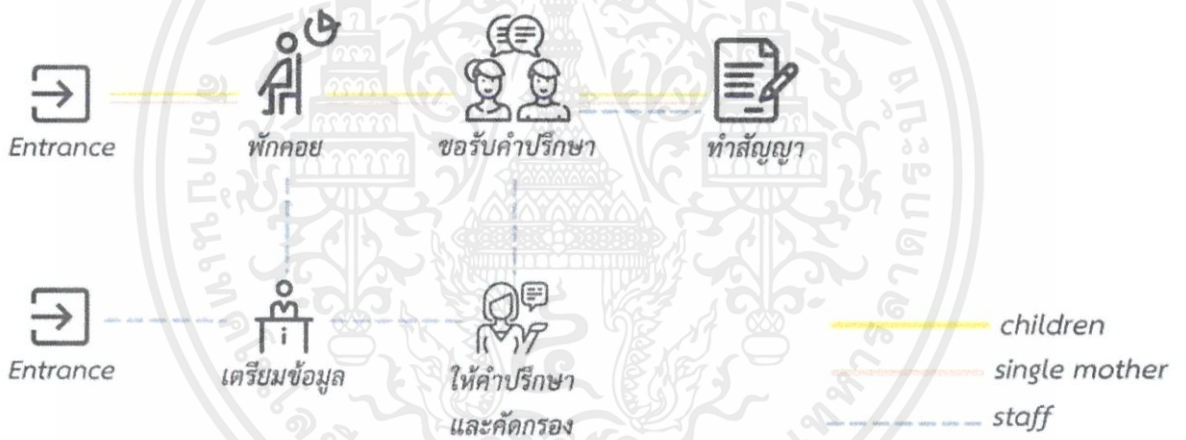 Entrance
พักคอย
ขอรับคำปรึกษา
ทำสัญญา
Entrance
เตรียมข้อมูล
ให้คำปรึกษา
และคัดกรอง
children
single mother
staff